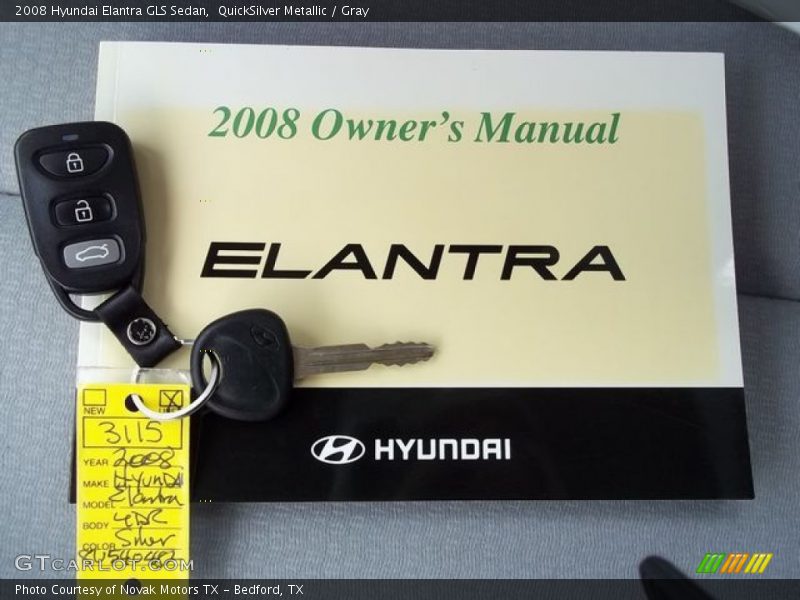 2008 Hyundai Elantra GLS Sedan, QuickSilver Metallic / Gray
2008 Owner's Manual
ELANTRA
HYUNDAI
NEW
3115
YEAR 2008
MAKE Hyundai
MODEL Elantra
BODY 4DR
COLOR Silver
GTCarLot.com
Photo Courtesy of Novak Motors TX - Bedford, TX